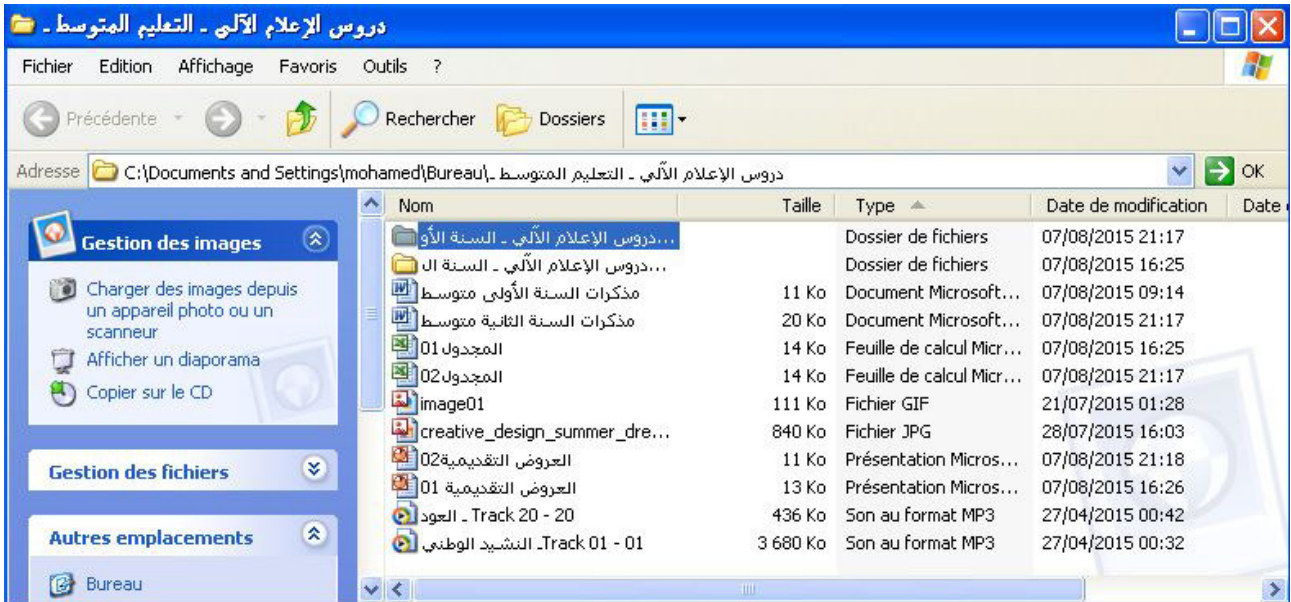 دروس الإعلام الآلي ـ التعليم المتوسط ـ
Fichier Edition Affichage Favoris Outils ?
Précédente Rechercher Dossiers
Adresse C:\Documents and Settings\mohamed\Bureau\دروس الإعلام الآلي ـ التعليم المتوسط ـ OK
Nom Taille Type Date de modification Date
Gestion des images
Charger des images depuis
un appareil photo ou un
scanneur
Afficher un diaporama
Copier sur le CD
Gestion des fichiers
Autres emplacements
Bureau
دروس الإعلام الآلي ـ السنة الأو... Dossier de fichiers 07/08/2015 21:17
دروس الإعلام الآلي ـ السنة ال... Dossier de fichiers 07/08/2015 16:25
مذكرات السنة الأولى متوسط 11 Ko Document Microsoft... 07/08/2015 09:14
مذكرات السنة الثانية متوسط 20 Ko Document Microsoft... 07/08/2015 21:17
المجدول01 14 Ko Feuille de calcul Micr... 07/08/2015 16:25
المجدول02 14 Ko Feuille de calcul Micr... 07/08/2015 21:17
image01 111 Ko Fichier GIF 21/07/2015 01:28
creative_design_summer_dre... 840 Ko Fichier JPG 28/07/2015 16:03
العروض التقديمية02 11 Ko Présentation Micros... 07/08/2015 21:18
العروض التقديمية 01 13 Ko Présentation Micros... 07/08/2015 16:26
20 - Track 20 ـ العود 436 Ko Son au format MP3 27/04/2015 00:42
01 - Track 01ـ النشيد الوطني 3 680 Ko Son au format MP3 27/04/2015 00:32